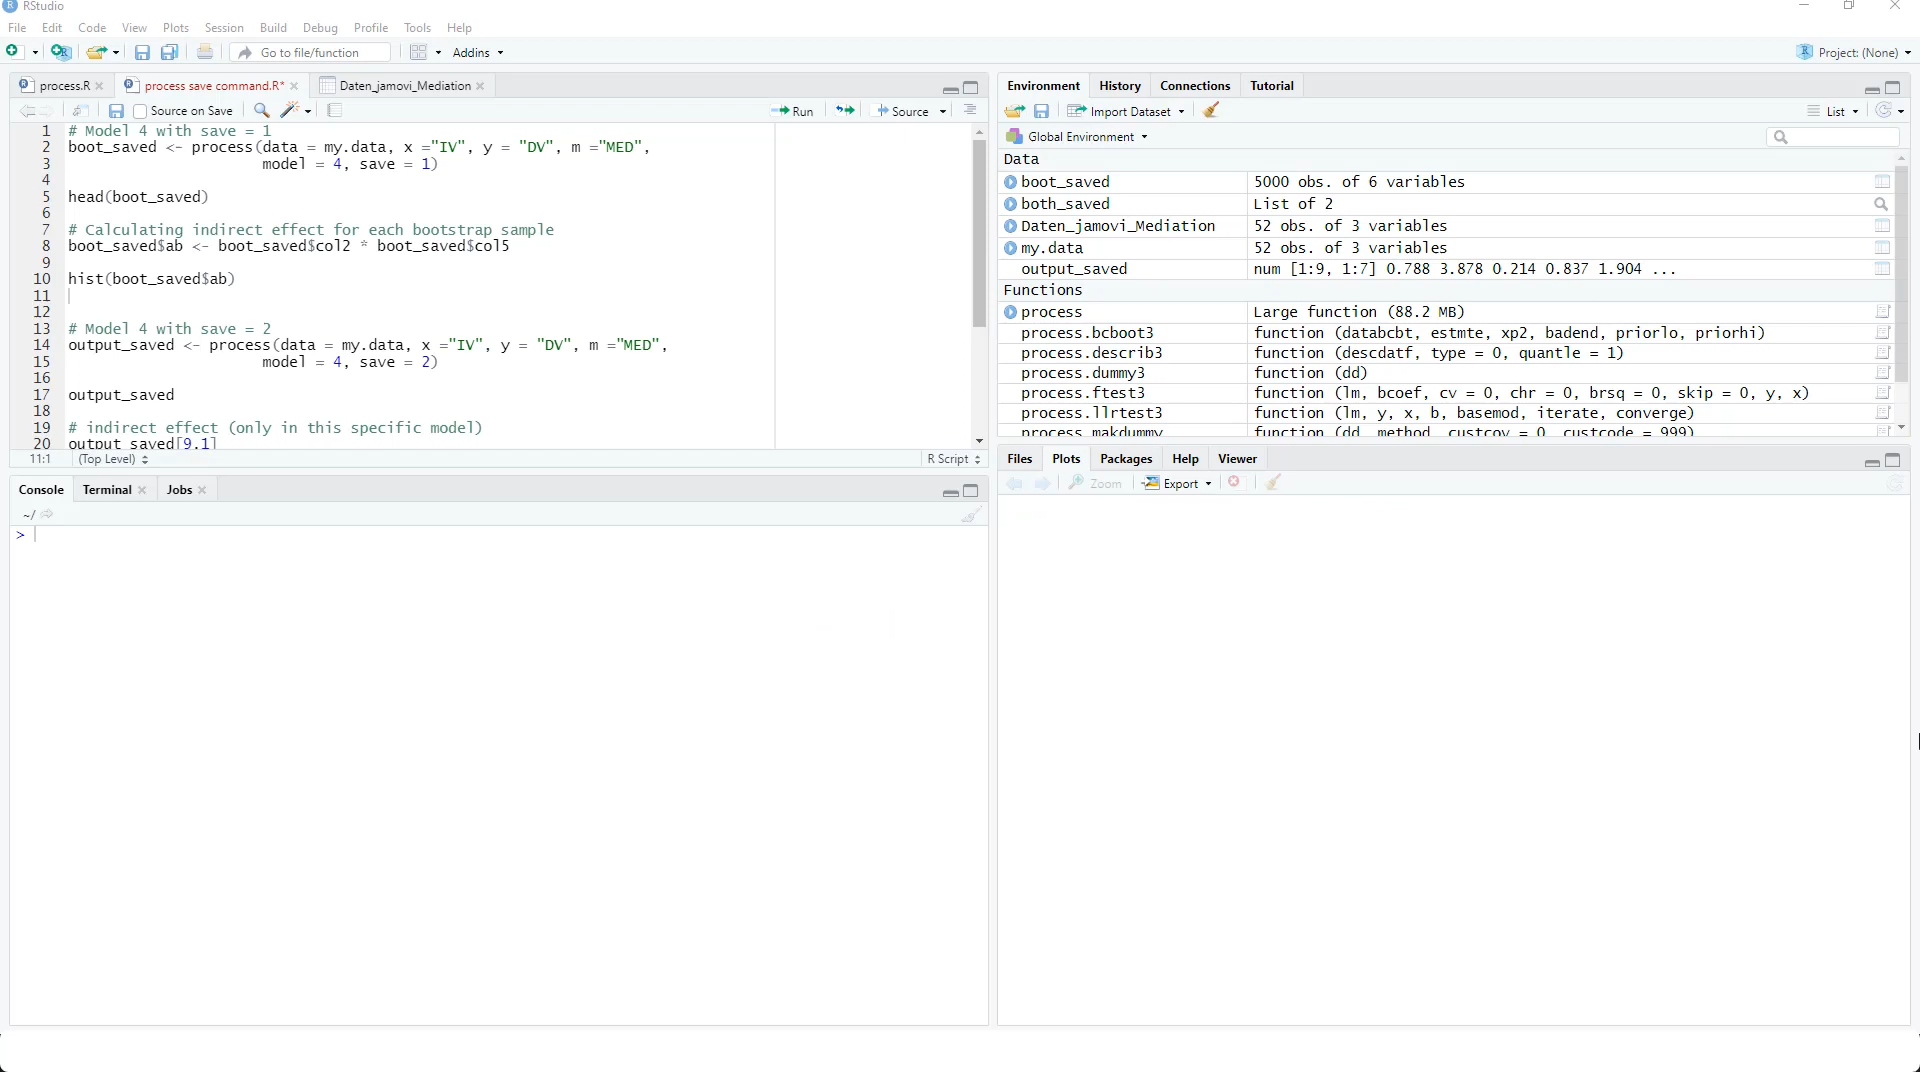 RStudio
File Edit Code View Plots Session Build Debug Profile Tools Help
Go to file/function Addins Project: (None)
process.R process save command.R* Daten_jamovi_Mediation
Source on Save Run Source
1 # Model 4 with save = 1
2 boot_saved <- process(data = my.data, x ="IV", y = "DV", m ="MED",
3 model = 4, save = 1)
4
5 head(boot_saved)
6
7 # Calculating indirect effect for each bootstrap sample
8 boot_saved$ab <- boot_saved$col2 * boot_saved$col5
9
10 hist(boot_saved$ab)
11
12
13 # Model 4 with save = 2
14 output_saved <- process(data = my.data, x ="IV", y = "DV", m ="MED",
15 model = 4, save = 2)
16
17 output_saved
18
19 # indirect effect (only in this specific model)
20 output_saved[9,1]
11:1 (Top Level) R Script
Console Terminal Jobs
~/
>
Environment History Connections Tutorial
Import Dataset List
Global Environment
Data
boot_saved 5000 obs. of 6 variables
both_saved List of 2
Daten_jamovi_Mediation 52 obs. of 3 variables
my.data 52 obs. of 3 variables
output_saved num [1:9, 1:7] 0.788 3.878 0.214 0.837 1.904 ...
Functions
process Large function (88.2 MB)
process.bcboot3 function (databcbt, estmte, xp2, badend, priorlo, priorhi)
process.describ3 function (descdatf, type = 0, quantle = 1)
process.dummy3 function (dd)
process.ftest3 function (lm, bcoef, cv = 0, chr = 0, brsq = 0, skip = 0, y, x)
process.llrtest3 function (lm, y, x, b, basemod, iterate, converge)
process.makdummy function (dd, method, custcov = 0, custcode = 999)
Files Plots Packages Help Viewer
Zoom Export